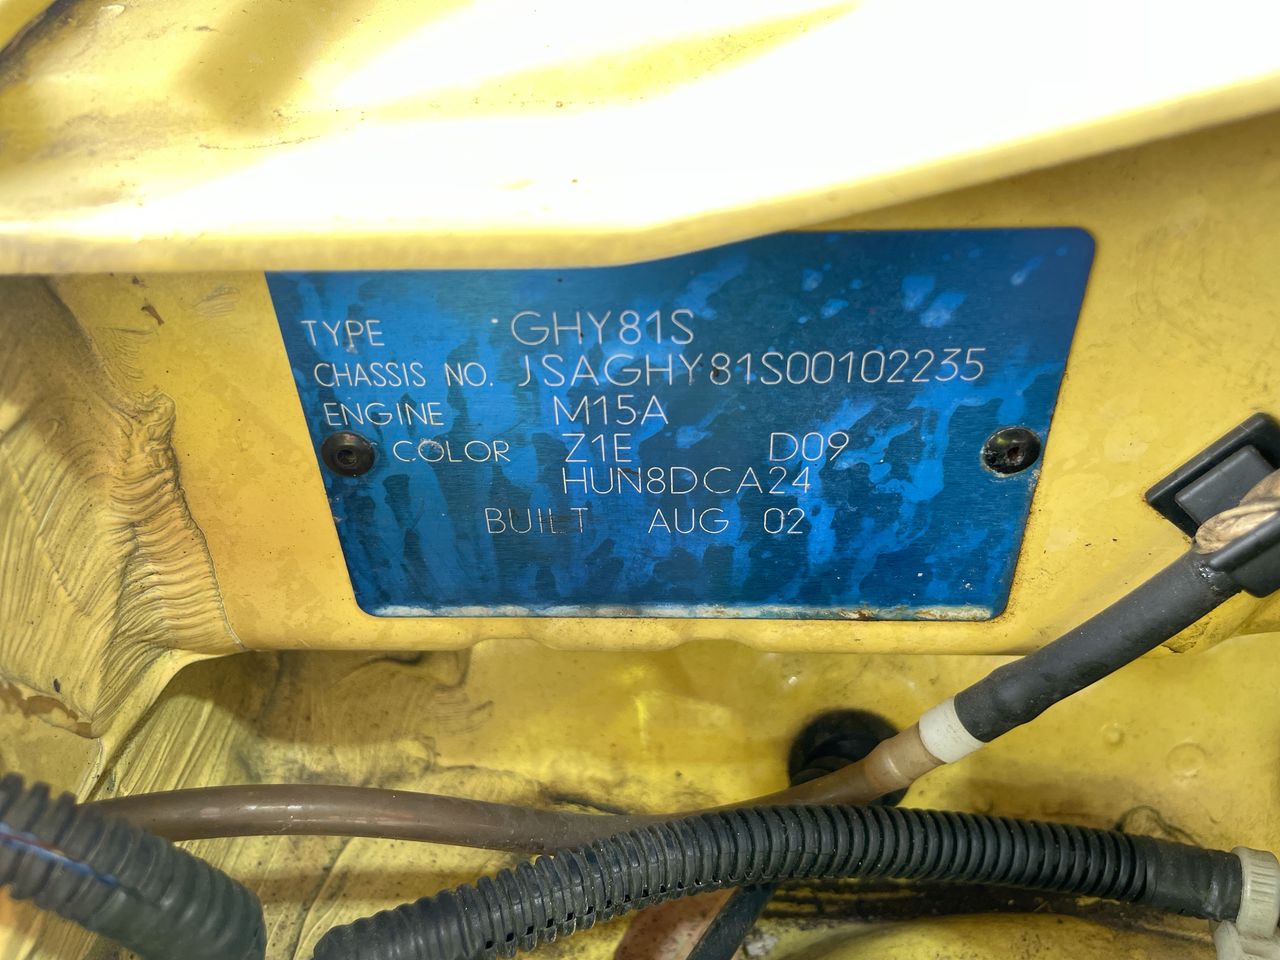 TYPE GHY81S
CHASSIS NO. JSAGHY81S00102235
ENGINE M15A
COLOR Z1E D09
HUN8DCA24
BUILT AUG 02